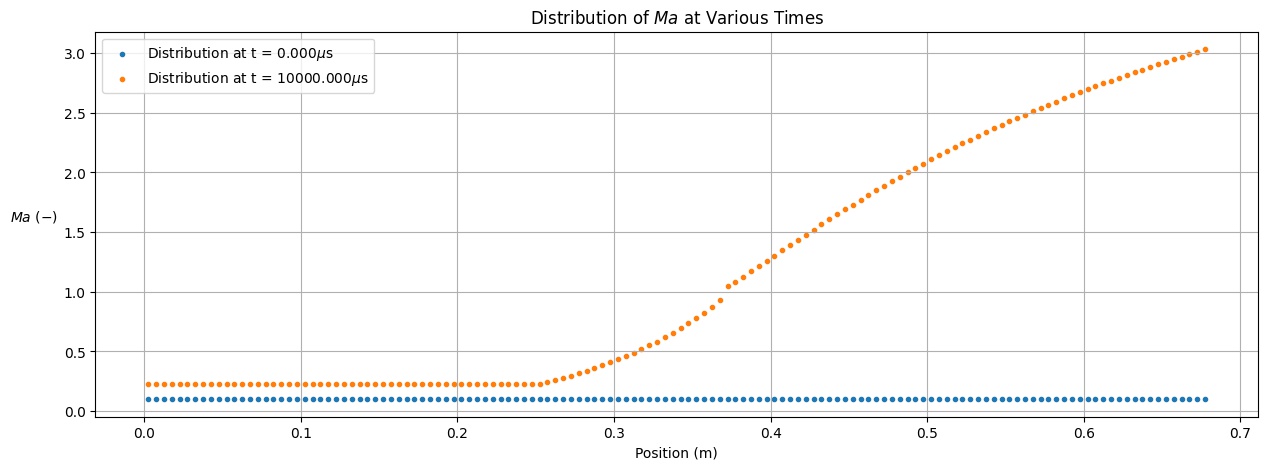 Distribution of Ma at Various Times
Distribution at t = 0.000μs
Distribution at t = 10000.000μs
3.0
2.5
2.0
1.5
1.0
0.5
0.0
Ma (−)
0.0 0.1 0.2 0.3 0.4 0.5 0.6 0.7
Position (m)